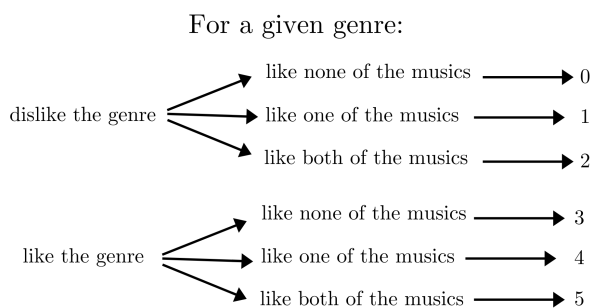 For a given genre:
like none of the musics 0
dislike the genre like one of the musics 1
like both of the musics 2
like none of the musics 3
like the genre like one of the musics 4
like both of the musics 5